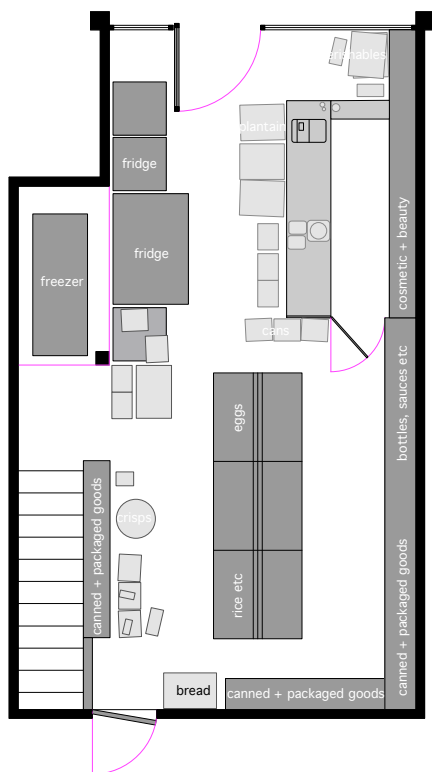 plantain
fridge
cosmetic + beauty
fridge
freezer
cans
bottles, sauces etc
eggs
crisps
canned + packaged goods
rice etc
canned + packaged goods
bread
canned + packaged goods